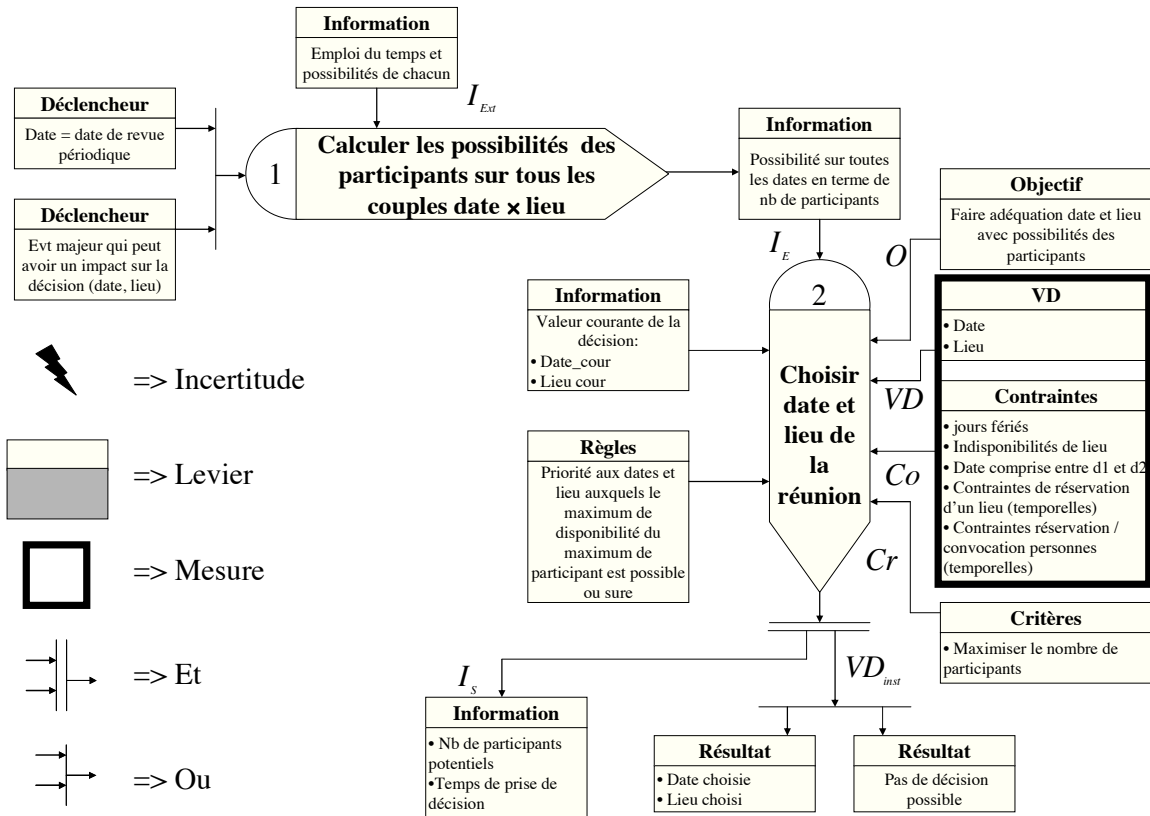 Information
Emploi du temps et
possibilités de chacun
I Ext
Déclencheur
Date = date de revue
périodique
Déclencheur
Evt majeur qui peut
avoir un impact sur la
décision (date, lieu)
1
Calculer les possibilités des
participants sur tous les
couples date × lieu
Information
Possibilité sur toutes
les dates en terme de
nb de participants
I E
Objectif
Faire adéquation date et lieu
avec possibilités des
participants
O
2
Choisir
date et
lieu de
la
réunion
Information
Valeur courante de la
décision:
• Date_cour
• Lieu cour
Règles
Priorité aux dates et
lieu auxquels le
maximum de
disponibilité du
maximum de
participant est possible
ou sure
VD
• Date
• Lieu
VD
Contraintes
• jours fériés
• Indisponibilités de lieu
• Date comprise entre d1 et d2
• Contraintes de réservation
d'un lieu (temporelles)
• Contraintes réservation /
convocation personnes
(temporelles)
Co
Cr
Critères
• Maximiser le nombre de
participants
=> Incertitude
=> Levier
=> Mesure
=> Et
=> Ou
I S
VD inst
Information
• Nb de participants
potentiels
•Temps de prise de
décision
Résultat
• Date choisie
• Lieu choisi
Résultat
Pas de décision
possible